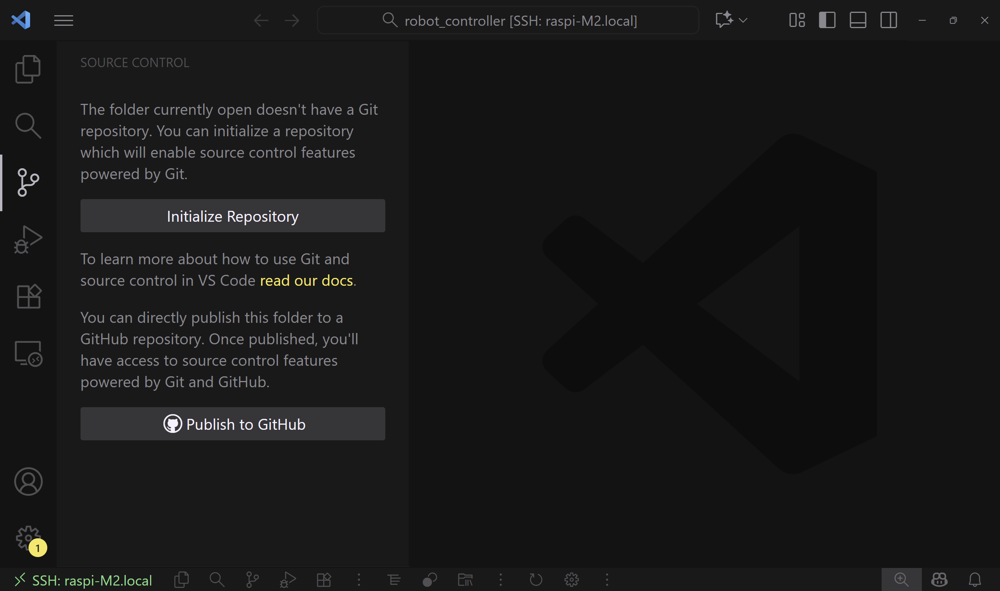 robot_controller [SSH: raspi-M2.local]
SOURCE CONTROL
The folder currently open doesn't have a Git
repository. You can initialize a repository
which will enable source control features
powered by Git.
Initialize Repository
To learn more about how to use Git and
source control in VS Code read our docs.
You can directly publish this folder to a
GitHub repository. Once published, you'll
have access to source control features
powered by Git and GitHub.
Publish to GitHub
1
SSH: raspi-M2.local